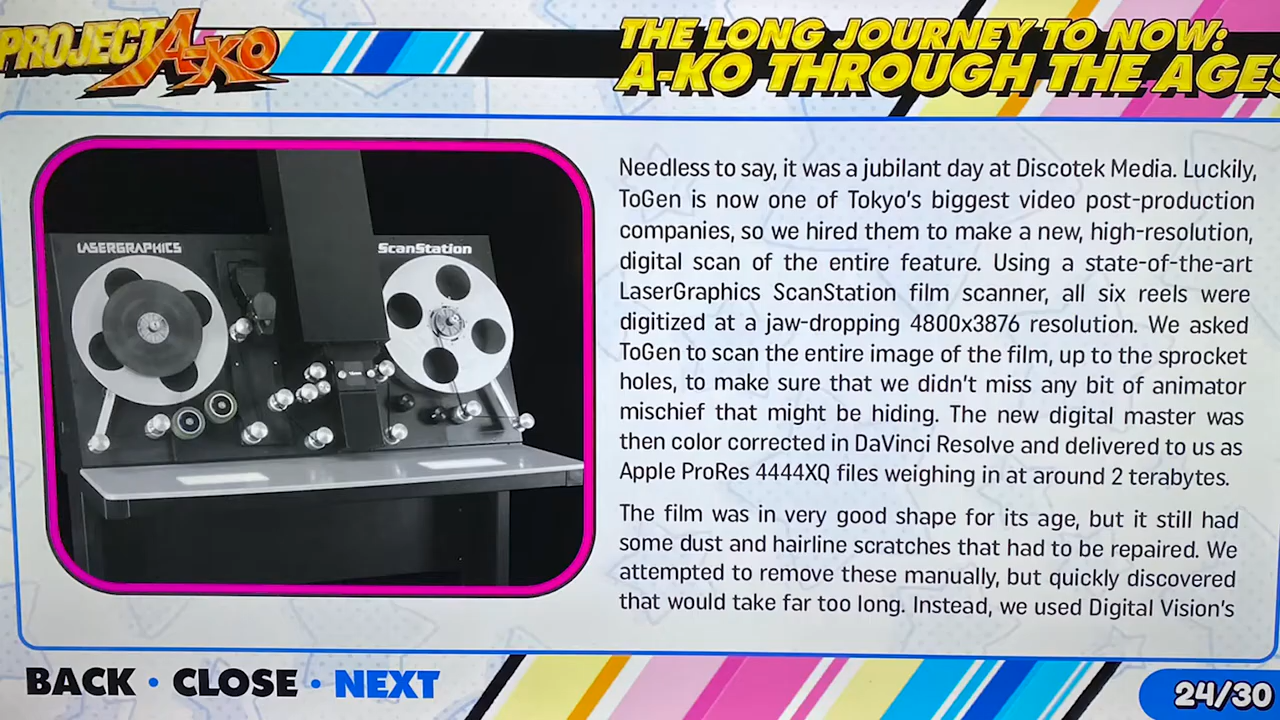 PROJECT A-KO
THE LONG JOURNEY TO NOW:
A-KO THROUGH THE AGES
LASERGRAPHICS
ScanStation
Needless to say, it was a jubilant day at Discotek Media. Luckily,
ToGen is now one of Tokyo's biggest video post-production
companies, so we hired them to make a new, high-resolution,
digital scan of the entire feature. Using a state-of-the-art
LaserGraphics ScanStation film scanner, all six reels were
digitized at a jaw-dropping 4800x3876 resolution. We asked
ToGen to scan the entire image of the film, up to the sprocket
holes, to make sure that we didn't miss any bit of animator
mischief that might be hiding. The new digital master was
then color corrected in DaVinci Resolve and delivered to us as
Apple ProRes 4444XQ files weighing in at around 2 terabytes.
The film was in very good shape for its age, but it still had
some dust and hairline scratches that had to be repaired. We
attempted to remove these manually, but quickly discovered
that would take far too long. Instead, we used Digital Vision's
BACK • CLOSE • NEXT
24/30